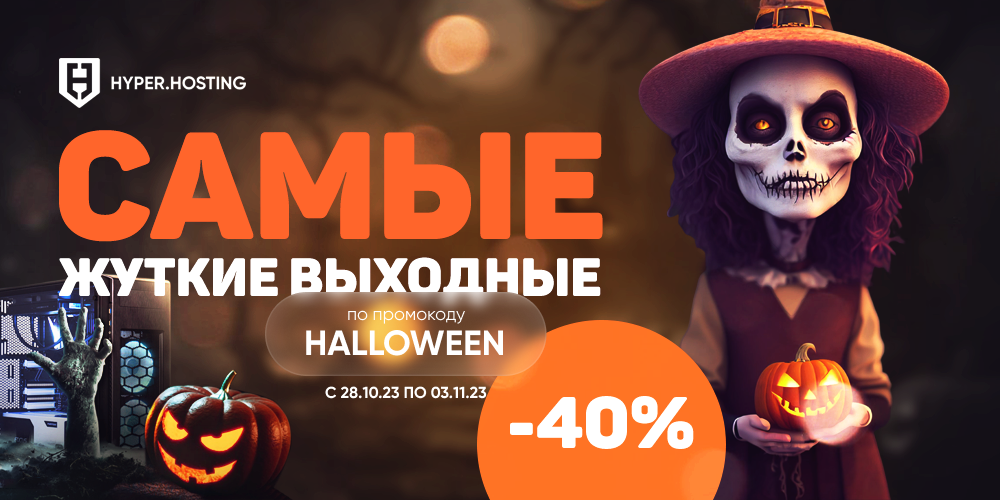 HYPER.HOSTING
САМЫЕ
ЖУТКИЕ ВЫХОДНЫЕ
по промокоду
HALLOWEEN
С 28.10.23 ПО 03.11.23
-40%